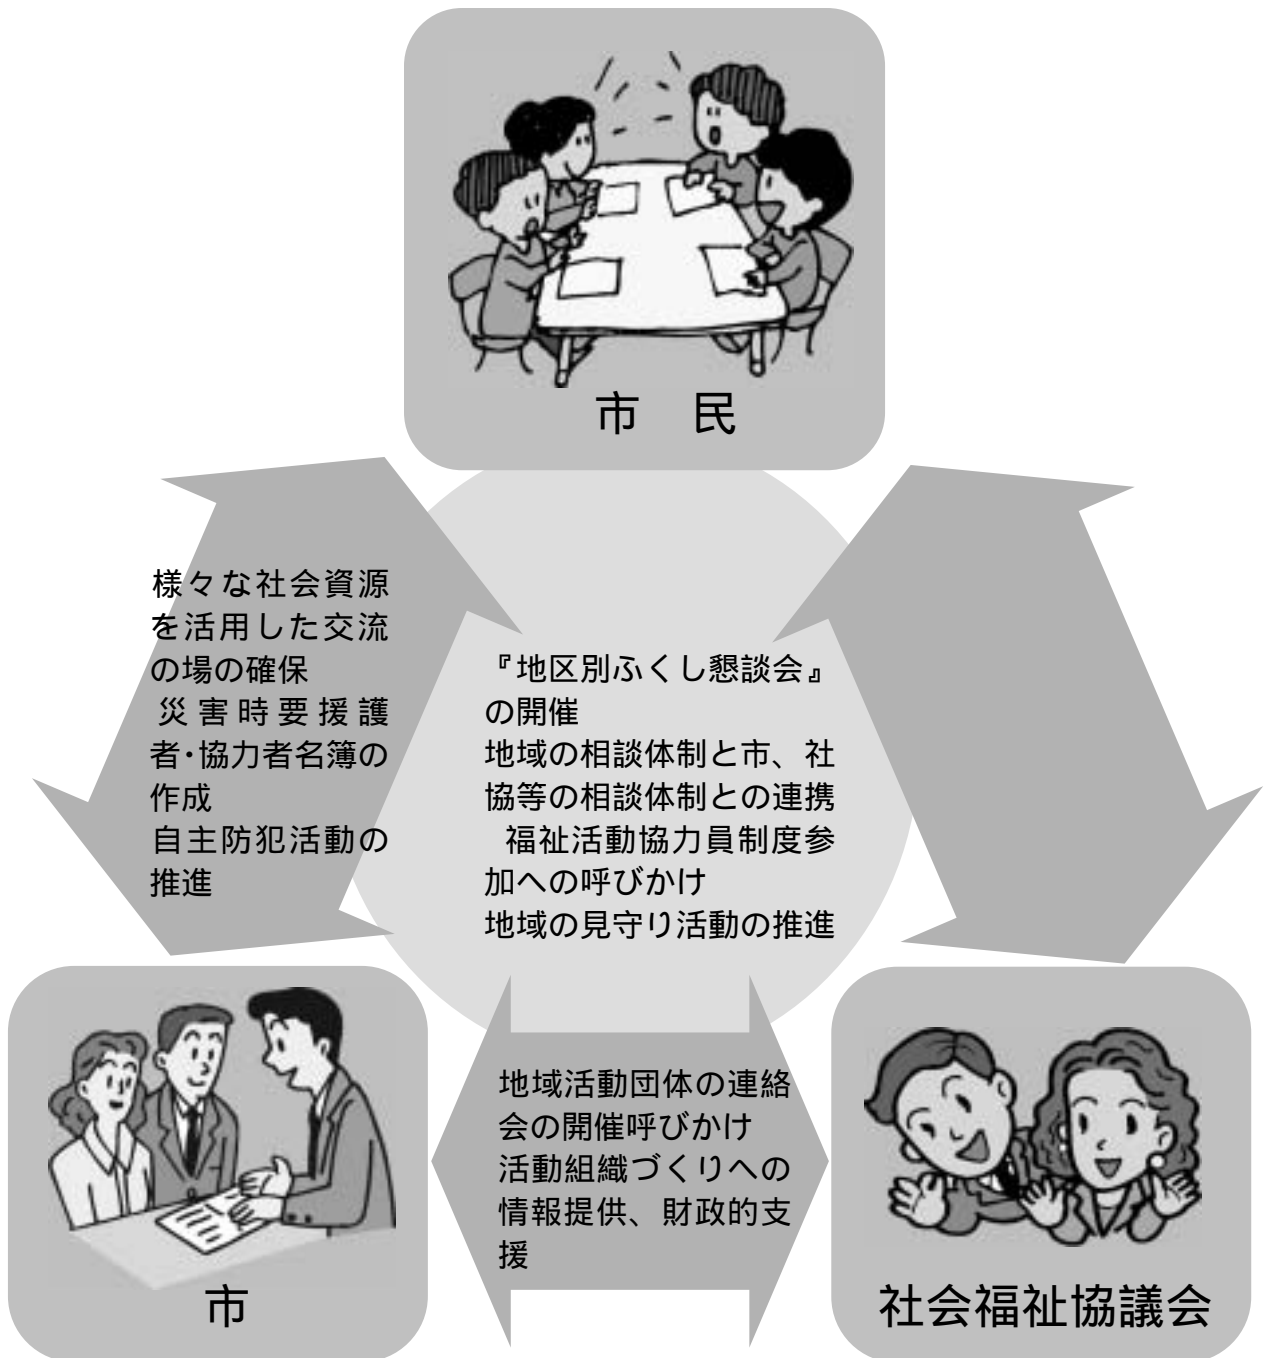 市　民
様々な社会資源
を活用した交流
の場の確保
災害時要援護
者・協力者名簿の
作成
自主防犯活動の
推進
『地区別ふくし懇談会』
の開催
地域の相談体制と市、社
協等の相談体制との連携
福祉活動協力員制度参
加への呼びかけ
地域の見守り活動の推進
地域活動団体の連絡
会の開催呼びかけ
活動組織づくりへの
情報提供、財政的支
援
市
社会福祉協議会